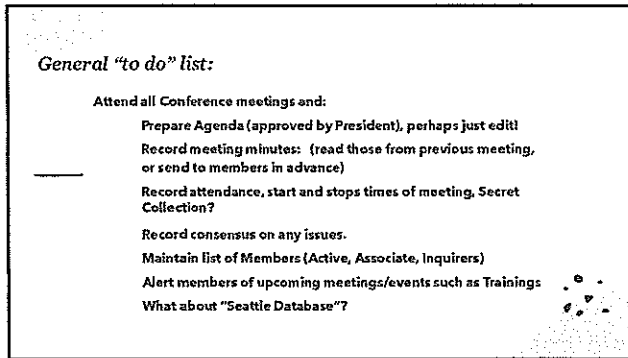 General "to do" list:
Attend all Conference meetings and:
Prepare Agenda (approved by President), perhaps just edit!
Record meeting minutes: (read those from previous meeting,
or send to members in advance)
Record attendance, start and stops times of meeting, Secret
Collection?
Record consensus on any issues.
Maintain list of Members (Active, Associate, Inquirers)
Alert members of upcoming meetings/events such as Trainings
What about "Seattle Database"?